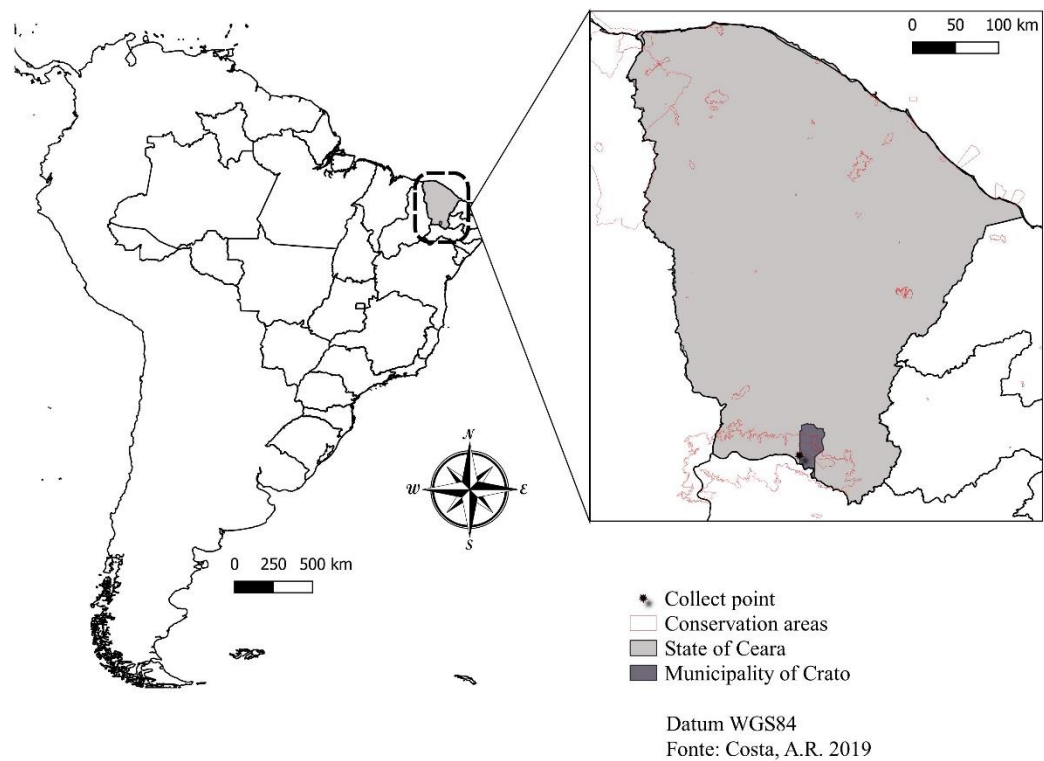 0 50 100 km
N
W E
S
0 250 500 km
Collect point
Conservation areas
State of Ceara
Municipality of Crato
Datum WGS84
Fonte: Costa, A.R. 2019